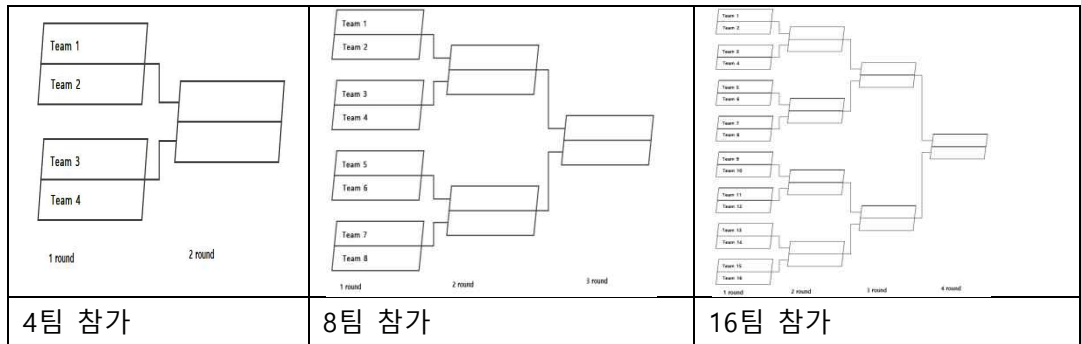 Team 1
Team 2
Team 3
Team 4
1 round
2 round
4팀 참가
Team 1
Team 2
Team 3
Team 4
Team 5
Team 6
Team 7
Team 8
1 round
2 round
3 round
8팀 참가
Team 1
Team 2
Team 3
Team 4
Team 5
Team 6
Team 7
Team 8
Team 9
Team 10
Team 11
Team 12
Team 13
Team 14
Team 15
Team 16
1 round
2 round
3 round
4 round
16팀 참가